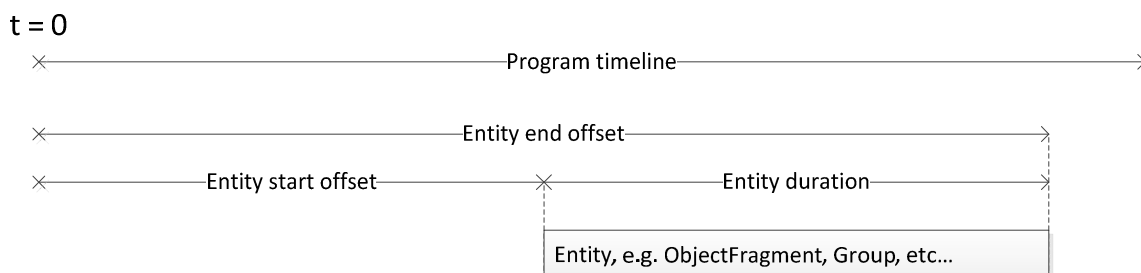 t = 0
Program timeline
Entity end offset
Entity start offset Entity duration
Entity, e.g. ObjectFragment, Group, etc...